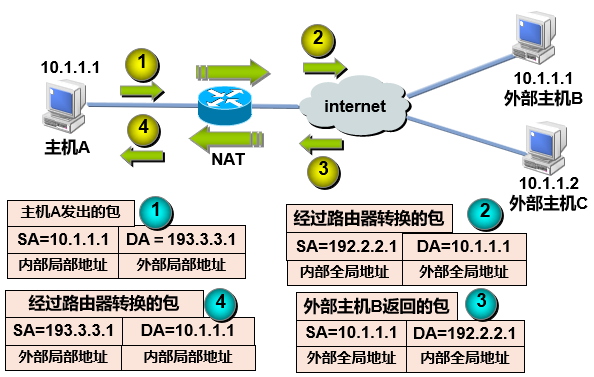 10.1.1.1
主机A
1
4
NAT
2
3
internet
10.1.1.1
外部主机B
10.1.1.2
外部主机C
主机A发出的包
1
SA=10.1.1.1 DA = 193.3.3.1
内部局部地址 外部局部地址
经过路由器转换的包
2
SA=192.2.2.1 DA=10.1.1.1
内部全局地址 外部全局地址
经过路由器转换的包
4
SA=193.3.3.1 DA=10.1.1.1
外部局部地址 内部局部地址
外部主机B返回的包
3
SA=10.1.1.1 DA=192.2.2.1
外部全局地址 内部全局地址